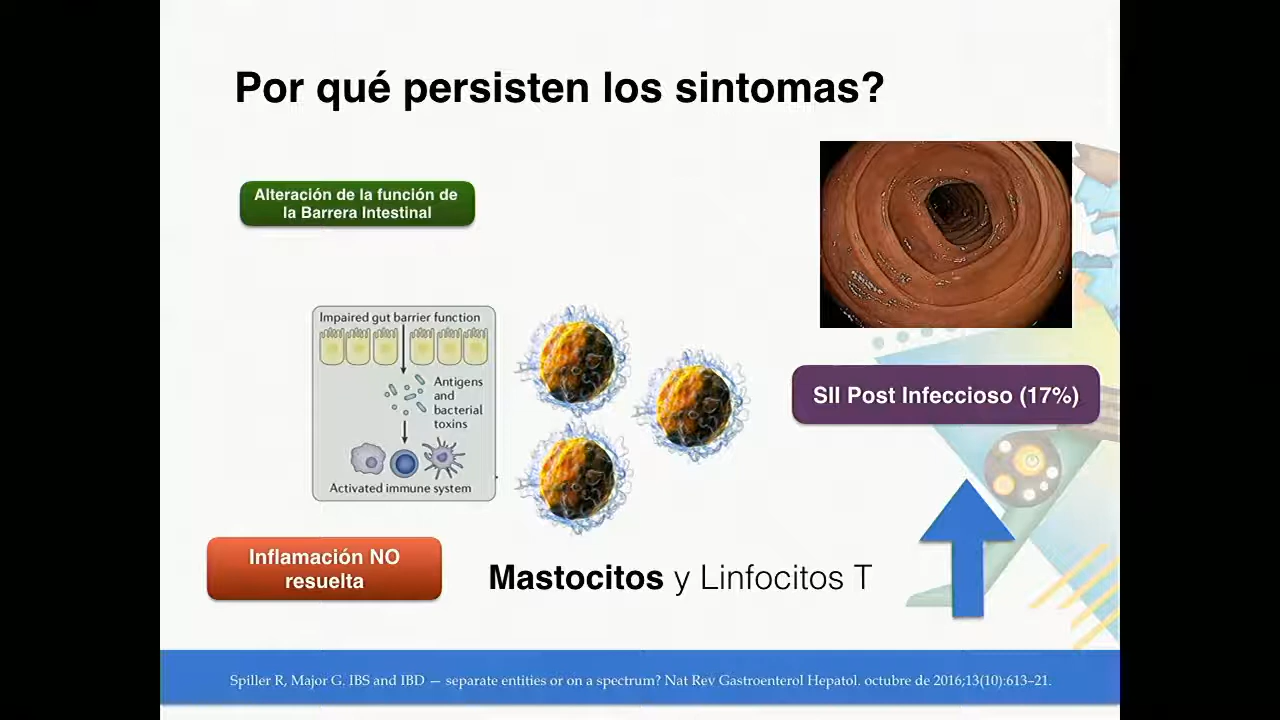 Por qué persisten los sintomas?
Alteración de la función de
la Barrera Intestinal
Impaired gut barrier function
Antigens
and
bacterial
toxins
Activated immune system
SII Post Infeccioso (17%)
Inflamación NO
resuelta
Mastocitos y Linfocitos T
Spiller R, Major G. IBS and IBD — separate entities or on a spectrum? Nat Rev Gastroenterol Hepatol. octubre de 2016;13(10):613–21.